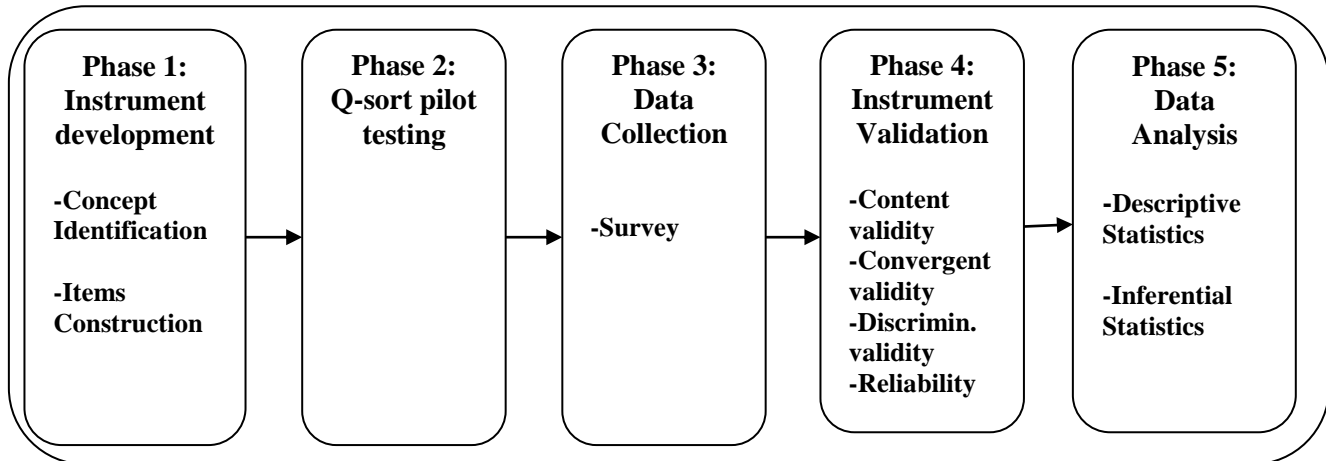 Phase 1:
Instrument
development
-Concept
Identification
-Items
Construction
Phase 2:
Q-sort pilot
testing
Phase 3:
Data
Collection
-Survey
Phase 4:
Instrument
Validation
-Content
validity
-Convergent
validity
-Discrimin.
validity
-Reliability
Phase 5:
Data
Analysis
-Descriptive
Statistics
-Inferential
Statistics